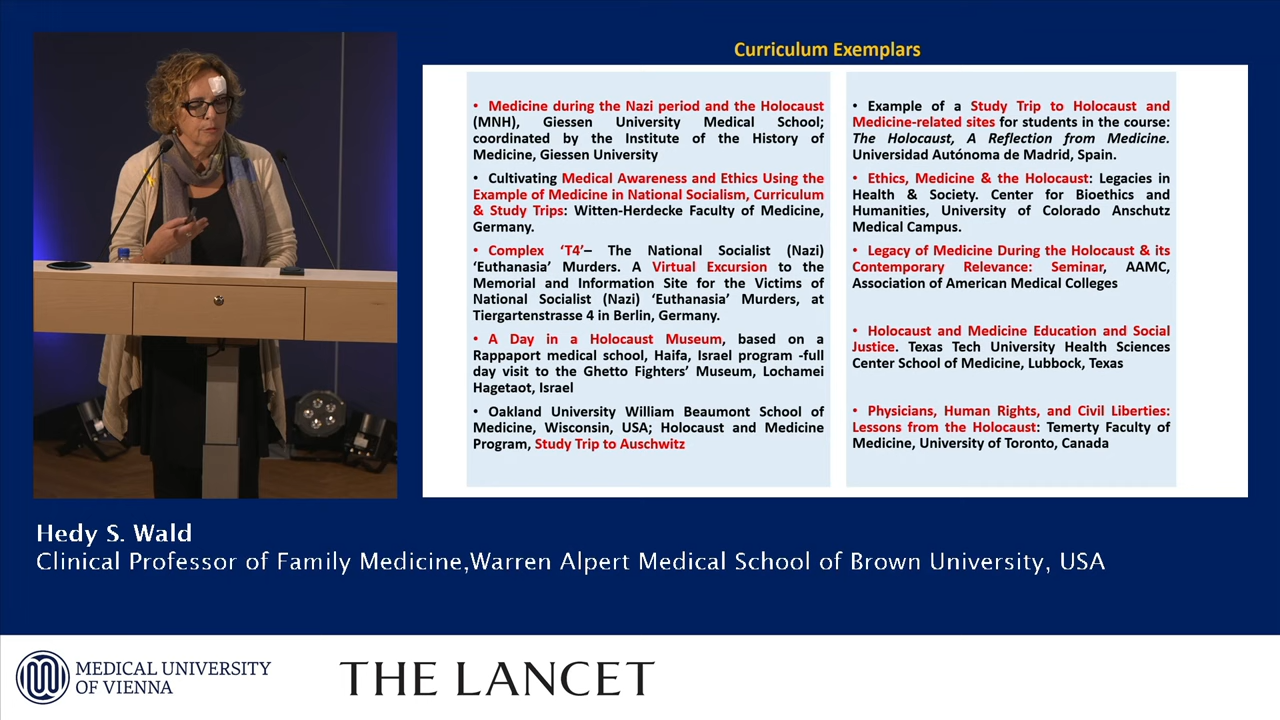 Curriculum Exemplars
• Medicine during the Nazi period and the Holocaust
(MNH), Giessen University Medical School;
coordinated by the Institute of the History of
Medicine, Giessen University
• Cultivating Medical Awareness and Ethics Using the
Example of Medicine in National Socialism, Curriculum
& Study Trips: Witten-Herdecke Faculty of Medicine,
Germany.
• Complex ‘T4’– The National Socialist (Nazi)
‘Euthanasia’ Murders. A Virtual Excursion to the
Memorial and Information Site for the Victims of
National Socialist (Nazi) ‘Euthanasia’ Murders, at
Tiergartenstrasse 4 in Berlin, Germany.
• A Day in a Holocaust Museum, based on a
Rappaport medical school, Haifa, Israel program -full
day visit to the Ghetto Fighters’ Museum, Lochamei
Hagetaot, Israel
• Oakland University William Beaumont School of
Medicine, Wisconsin, USA; Holocaust and Medicine
Program, Study Trip to Auschwitz
• Example of a Study Trip to Holocaust and
Medicine-related sites for students in the course:
The Holocaust, A Reflection from Medicine.
Universidad Autónoma de Madrid, Spain.
• Ethics, Medicine & the Holocaust: Legacies in
Health & Society. Center for Bioethics and
Humanities, University of Colorado Anschutz
Medical Campus.
• Legacy of Medicine During the Holocaust & its
Contemporary Relevance: Seminar, AAMC,
Association of American Medical Colleges
• Holocaust and Medicine Education and Social
Justice. Texas Tech University Health Sciences
Center School of Medicine, Lubbock, Texas
• Physicians, Human Rights, and Civil Liberties:
Lessons from the Holocaust: Temerty Faculty of
Medicine, University of Toronto, Canada
Hedy S. Wald
Clinical Professor of Family Medicine,Warren Alpert Medical School of Brown University, USA
MEDICAL UNIVERSITY
OF VIENNA
THE LANCET